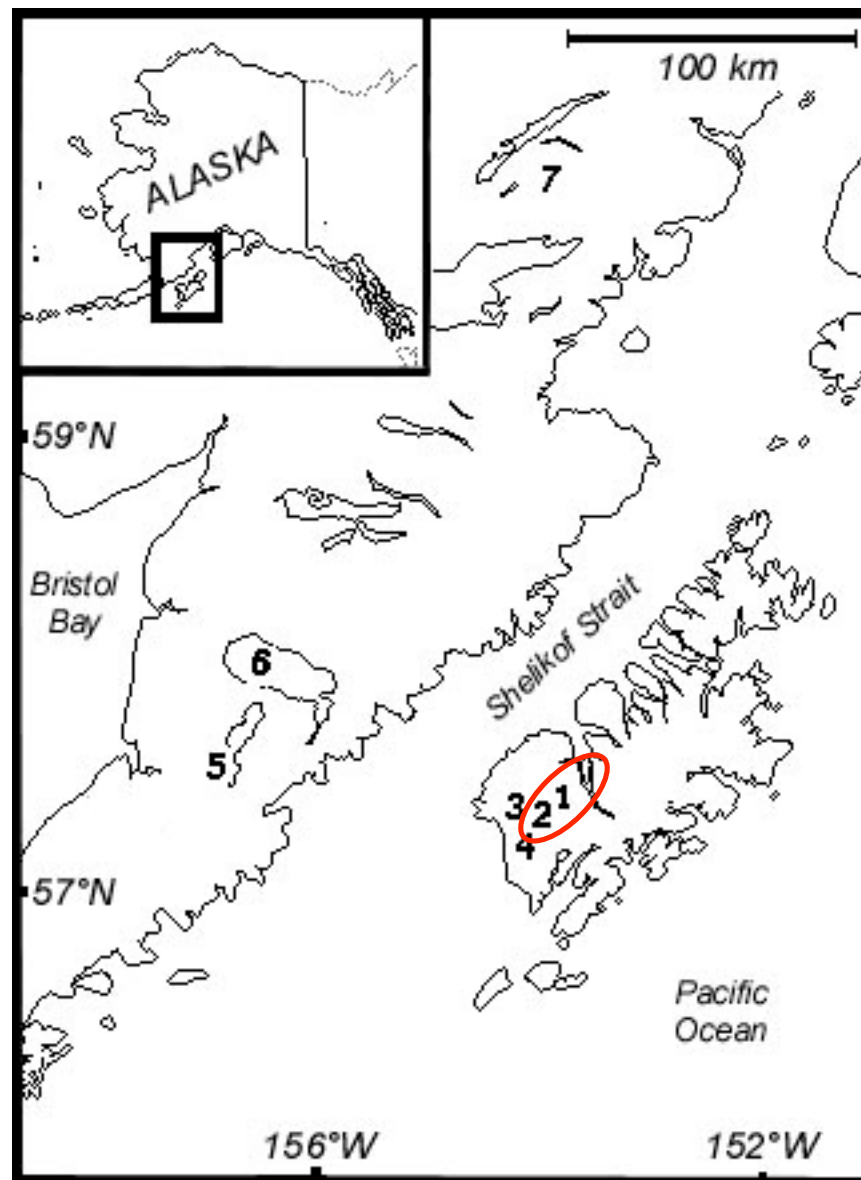 100 km
ALASKA
7
59°N
Bristol
Bay
Shelikof Strait
6
5
3
2
1
4
57°N
Pacific
Ocean
156°W
152°W